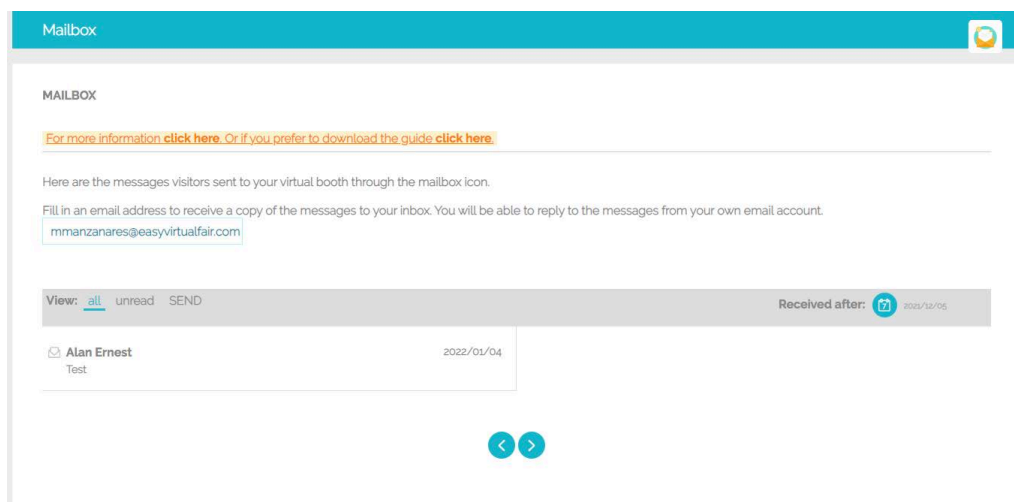 Mailbox
MAILBOX
For more information click here. Or if you prefer to download the guide click here.
Here are the messages visitors sent to your virtual booth through the mailbox icon.
Fill in an email address to receive a copy of the messages to your inbox. You will be able to reply to the messages from your own email account.
mmanzanares@easyvirtualfair.com
View: all unread SEND Received after: 7 2021/12/05
Alan Ernest 2022/01/04
Test